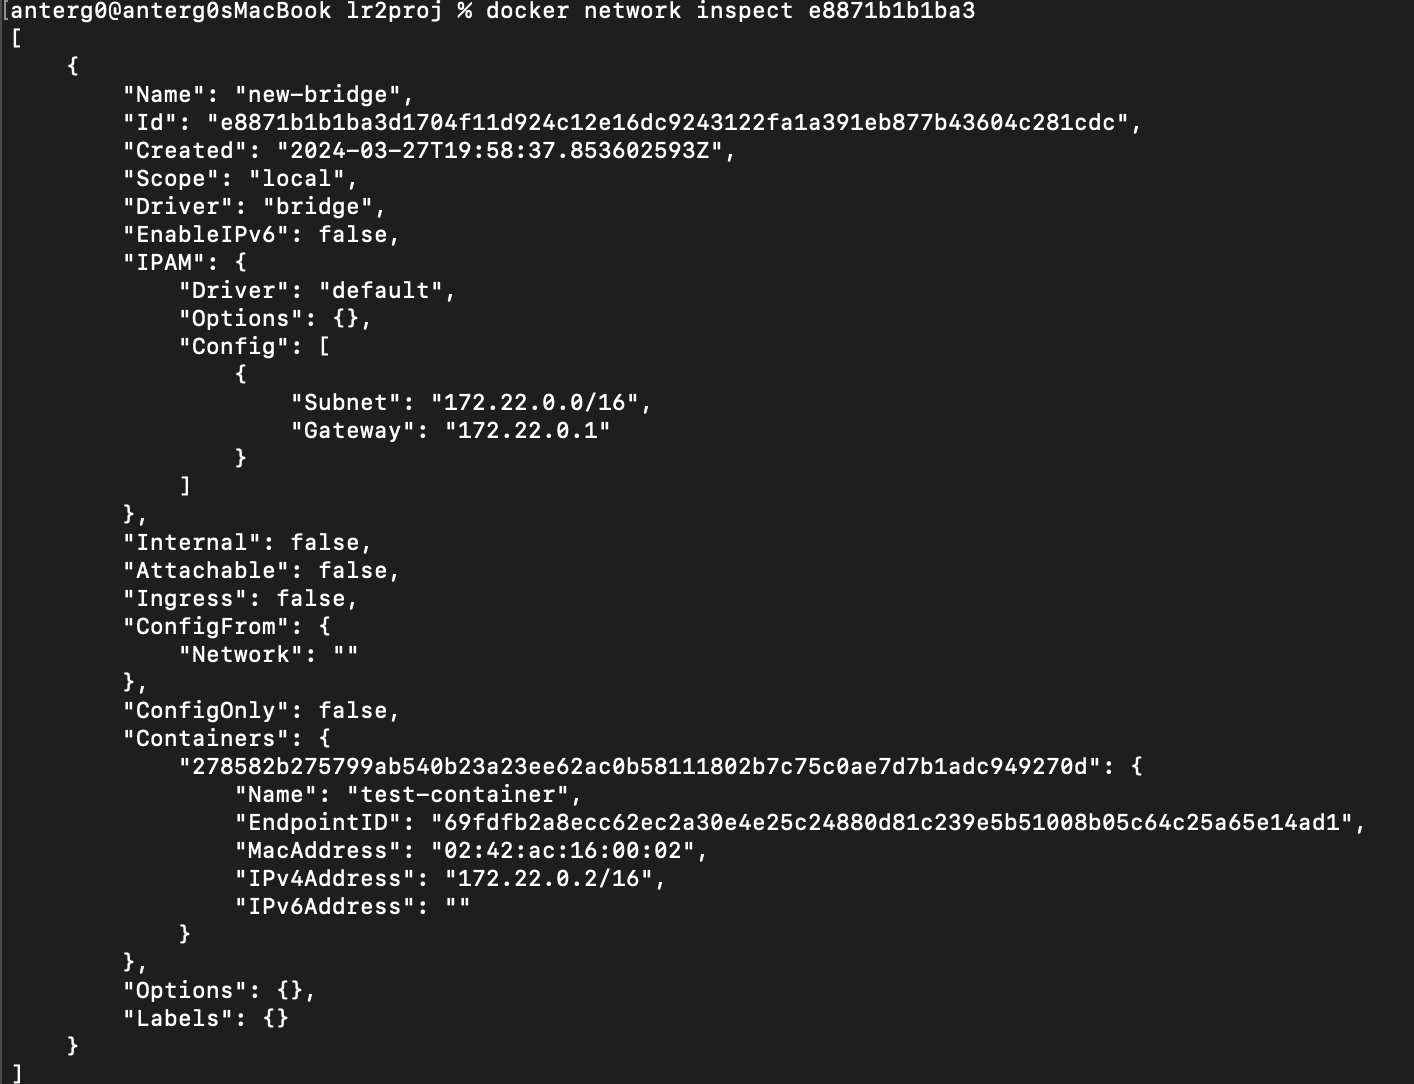 [anterg0@anterg0sMacBook lr2proj % docker network inspect e8871b1b1ba3
[
    {
        "Name": "new-bridge",
        "Id": "e8871b1b1ba3d1704f11d924c12e16dc9243122fa1a391eb877b43604c281cdc",
        "Created": "2024-03-27T19:58:37.853602593Z",
        "Scope": "local",
        "Driver": "bridge",
        "EnableIPv6": false,
        "IPAM": {
            "Driver": "default",
            "Options": {},
            "Config": [
                {
                    "Subnet": "172.22.0.0/16",
                    "Gateway": "172.22.0.1"
                }
            ]
        },
        "Internal": false,
        "Attachable": false,
        "Ingress": false,
        "ConfigFrom": {
            "Network": ""
        },
        "ConfigOnly": false,
        "Containers": {
            "278582b275799ab540b23a23ee62ac0b58111802b7c75c0ae7d7b1adc949270d": {
                "Name": "test-container",
                "EndpointID": "69fdfb2a8ecc62ec2a30e4e25c24880d81c239e5b51008b05c64c25a65e14ad1",
                "MacAddress": "02:42:ac:16:00:02",
                "IPv4Address": "172.22.0.2/16",
                "IPv6Address": ""
            }
        },
        "Options": {},
        "Labels": {}
    }
]